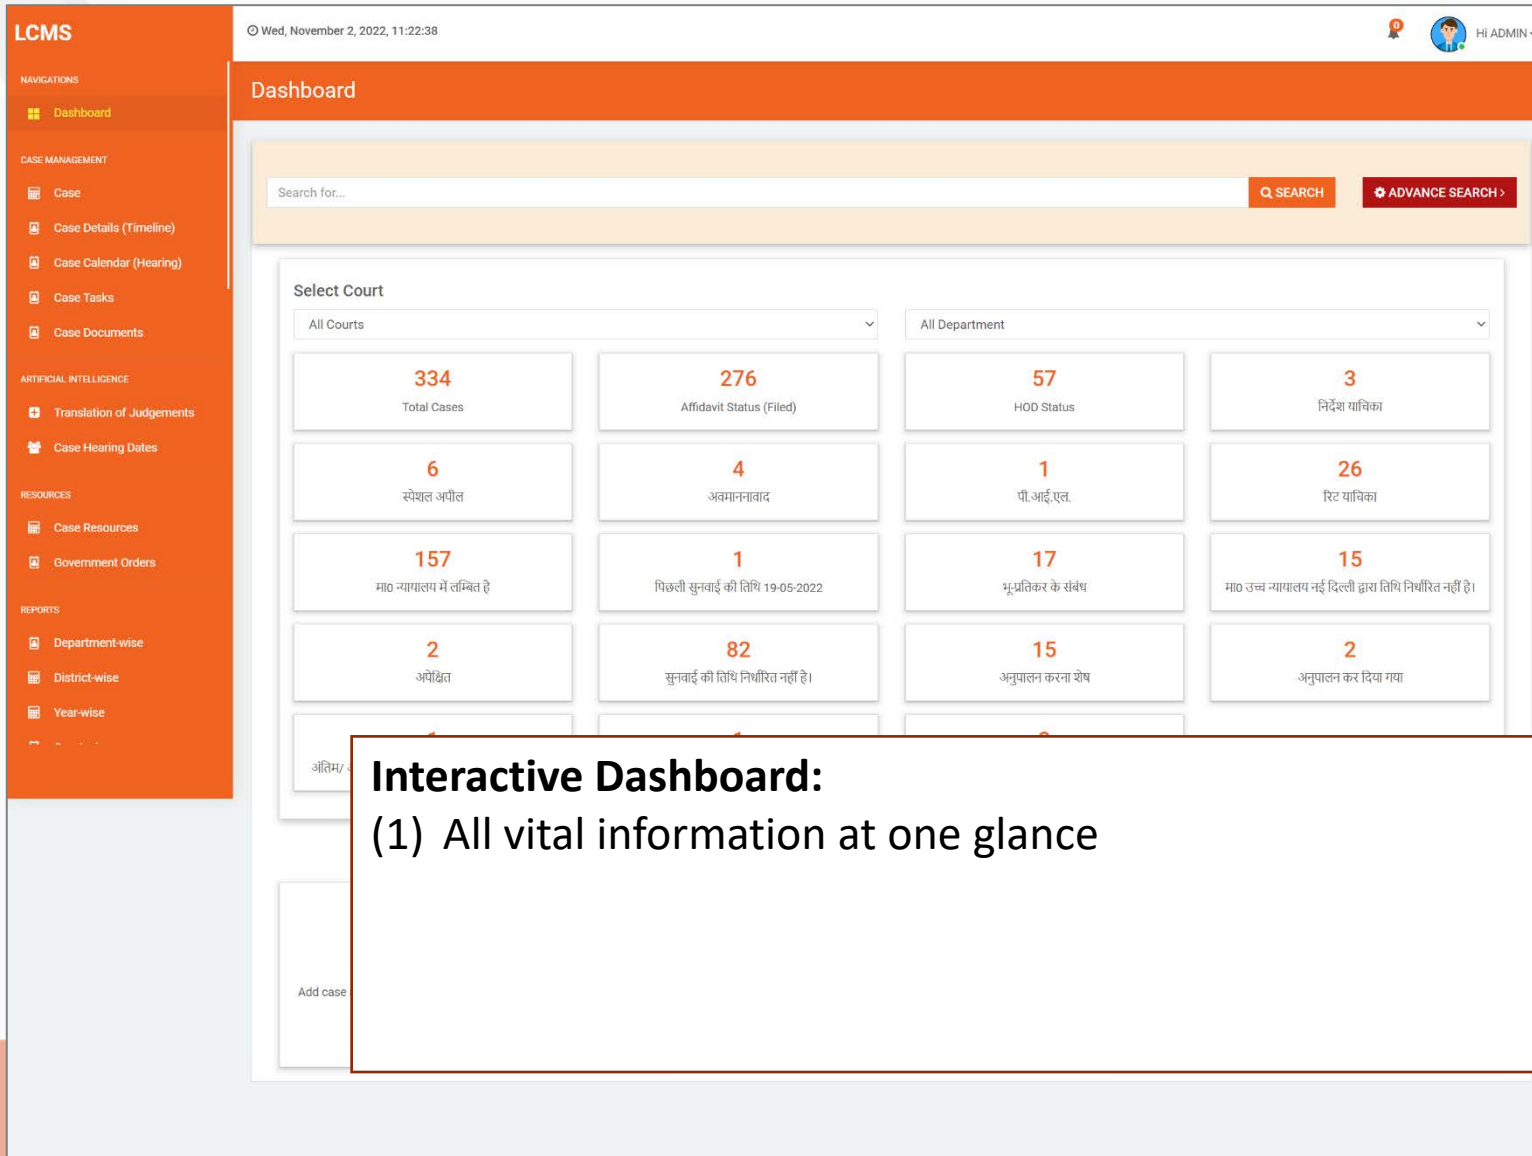 LCMS
Wed, November 2, 2022, 11:22:38
0
Hi ADMIN
NAVIGATIONS
Dashboard
Dashboard
CASE MANAGEMENT
Case
Case Details (Timeline)
Case Calendar (Hearing)
Case Tasks
Case Documents
ARTIFICIAL INTELLIGENCE
Translation of Judgements
Case Hearing Dates
RESOURCES
Case Resources
Government Orders
REPORTS
Department-wise
District-wise
Year-wise
Search for...
SEARCH
ADVANCE SEARCH
Select Court
All Courts
All Department
334
Total Cases
276
Affidavit Status (Filed)
57
HOD Status
3
निर्देश याचिका
6
स्पेशल अपील
4
अवमाननावाद
1
पी.आई.एल.
26
रिट याचिका
157
मा0 न्यायालय में लम्बित है
1
पिछली सुनवाई की तिथि 19-05-2022
17
भू-प्रतिकर के संबंध
15
मा0 उच्च न्यायालय नई दिल्ली द्वारा तिथि निर्धारित नहीं है।
2
अपेक्षित
82
सुनवाई की तिथि निर्धारित नहीं है।
15
अनुपालन करना शेष
2
अनुपालन कर दिया गया
अंतिम/
Interactive Dashboard:
(1) All vital information at one glance
Add case